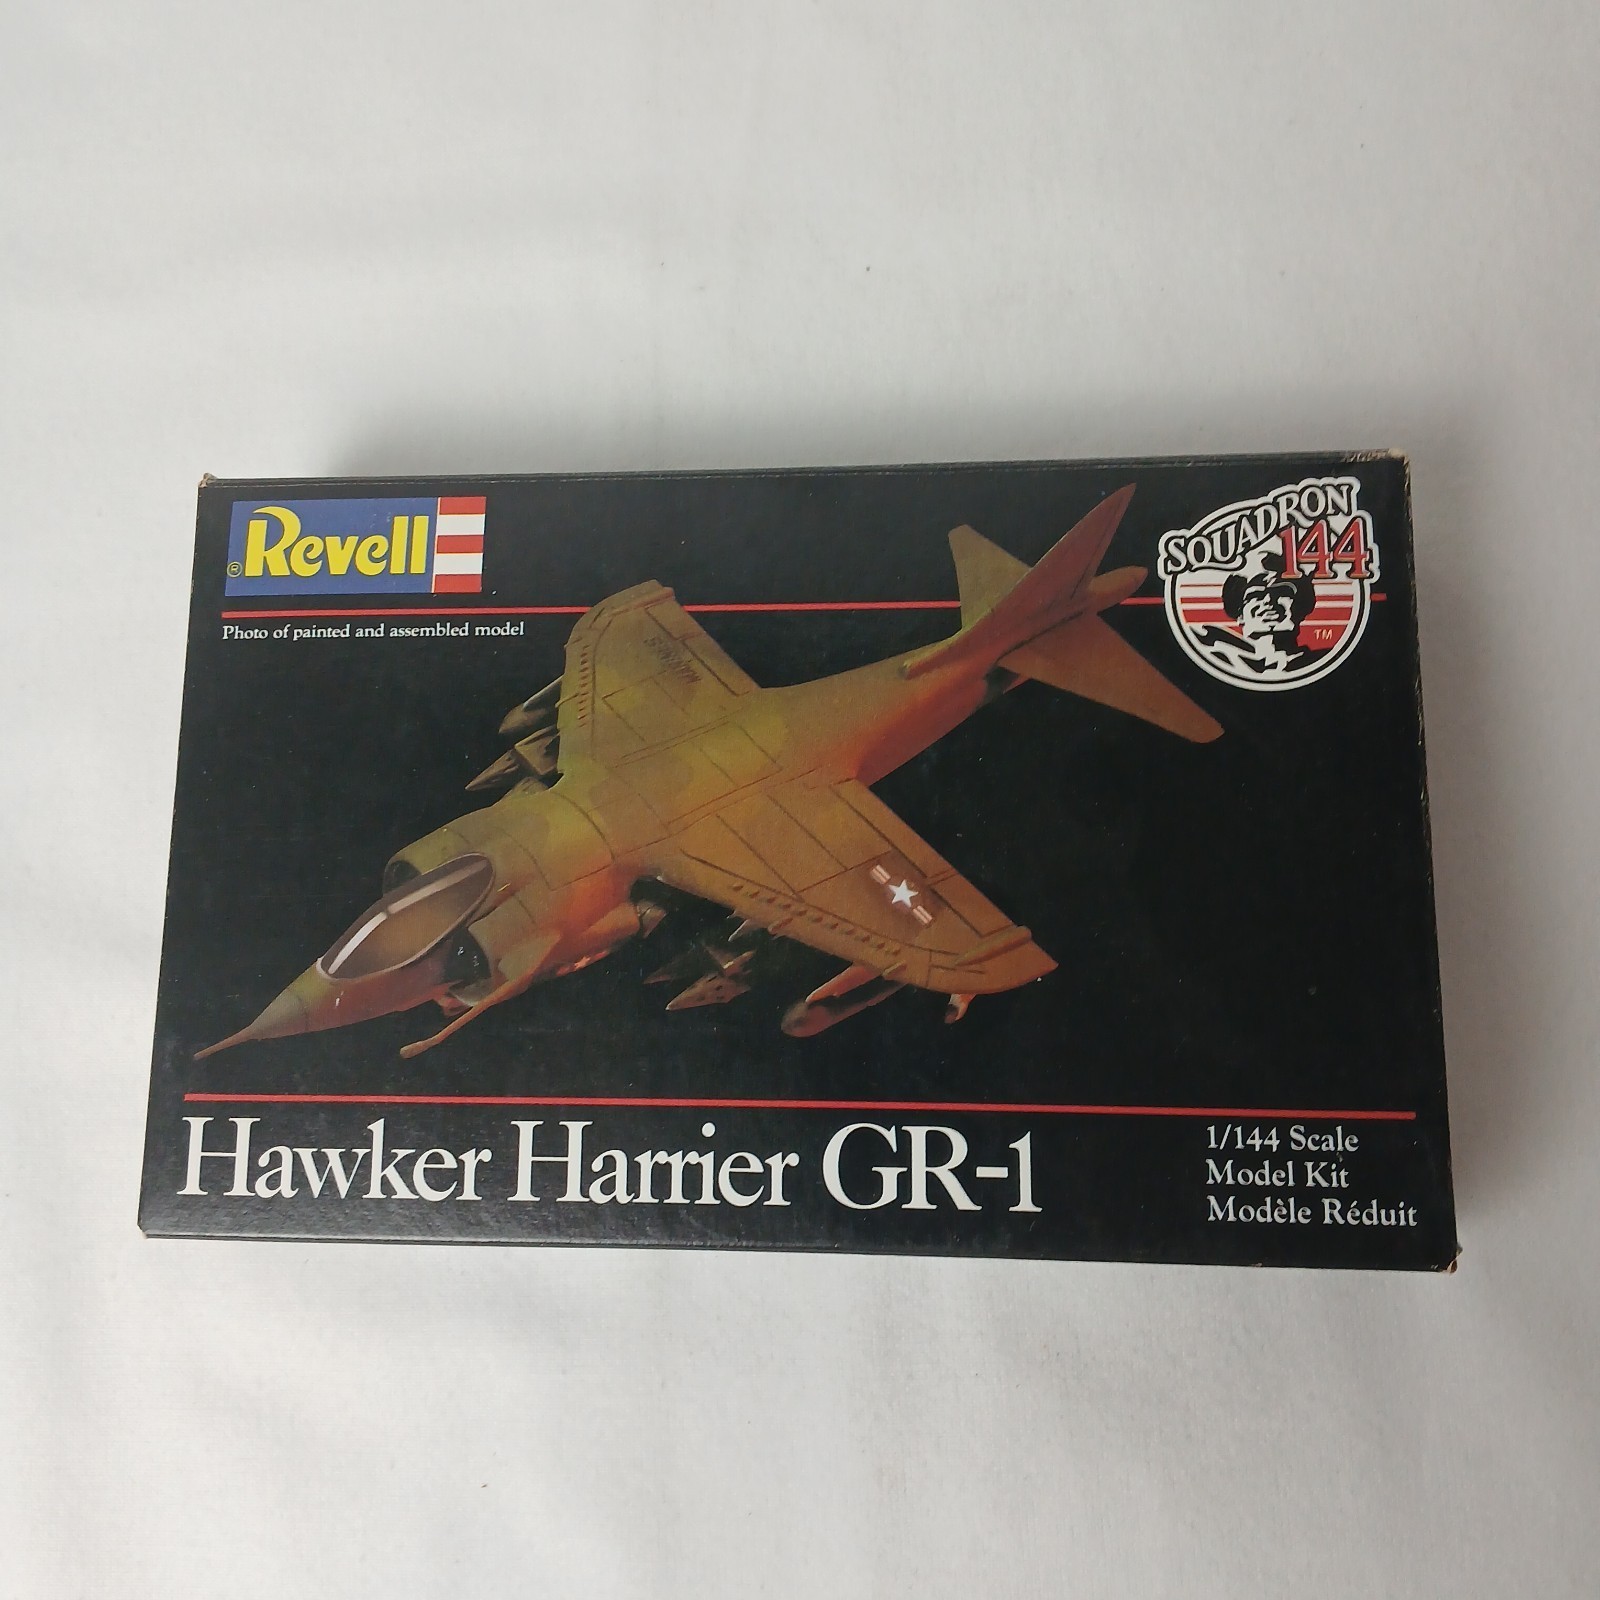 Revell
®
SQUADRON
144
TM
Photo of painted and assembled model
MARINES
Hawker Harrier GR-1
1/144 Scale
Model Kit
Modèle Réduit